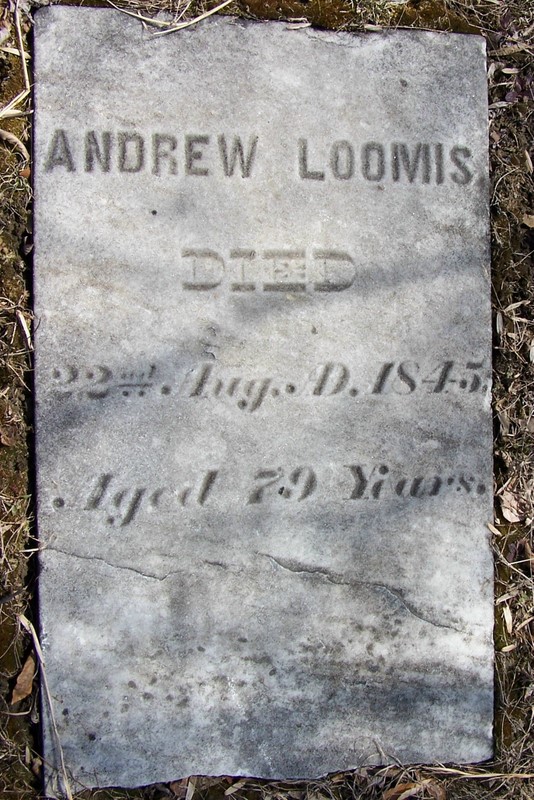 ANDREW LOOMIS
DIED
22nd Aug. A.D. 1845.
Aged 79 Years.